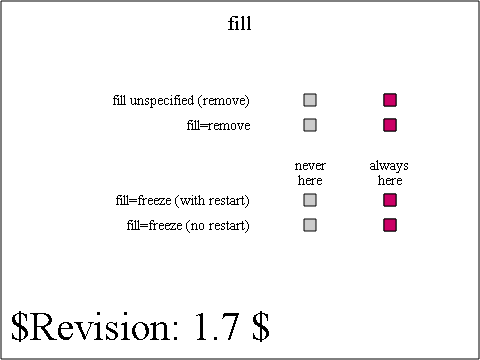 fill
fill unspecified (remove)
fill=remove
never here
always here
fill=freeze (with restart)
fill=freeze (no restart)
$Revision: 1.7 $